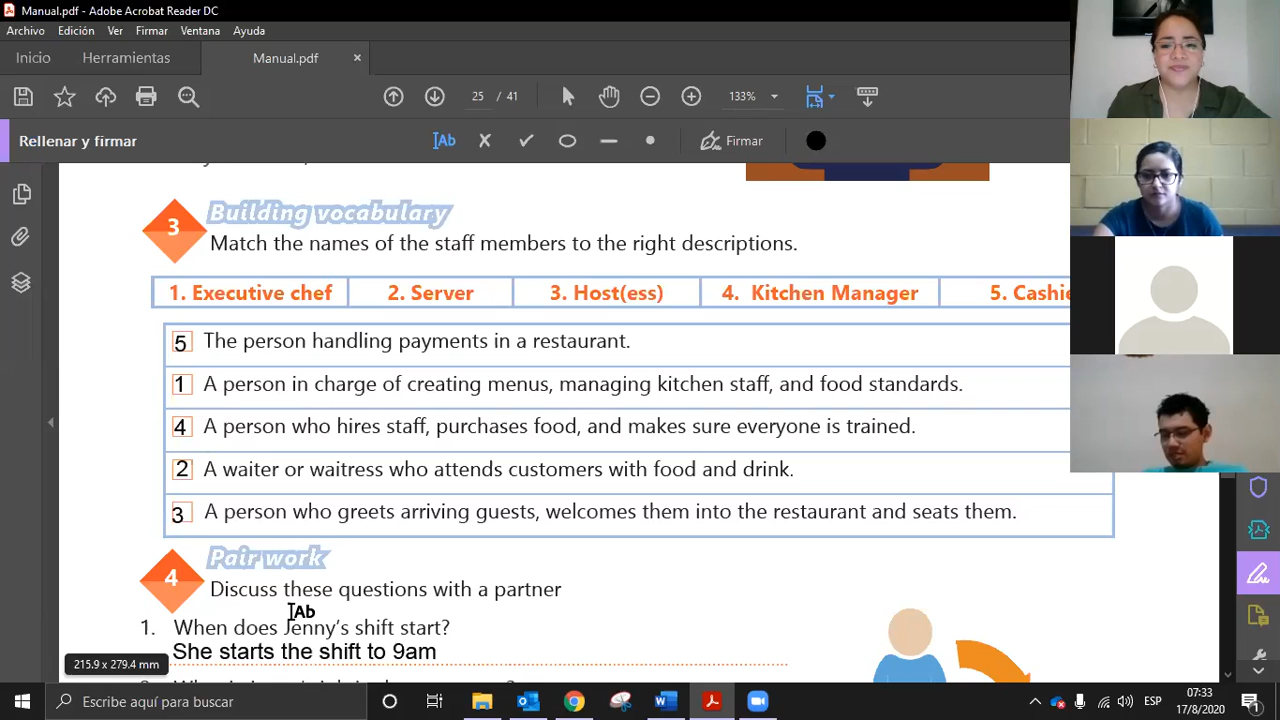 Manual.pdf - Adobe Acrobat Reader DC
Archivo Edición Ver Firmar Ventana Ayuda
Inicio Herramientas Manual.pdf ×
25 / 41 133%
Rellenar y firmar Ab Firmar
3 Building vocabulary
Match the names of the staff members to the right descriptions.
1. Executive chef 2. Server 3. Host(ess) 4. Kitchen Manager 5. Cashie
5 The person handling payments in a restaurant.
1 A person in charge of creating menus, managing kitchen staff, and food standards.
4 A person who hires staff, purchases food, and makes sure everyone is trained.
2 A waiter or waitress who attends customers with food and drink.
3 A person who greets arriving guests, welcomes them into the restaurant and seats them.
4 Pair work
Discuss these questions with a partner
Ab
1. When does Jenny's shift start?
She starts the shift to 9am
215.9 x 279.4 mm
Escribe aquí para buscar
ESP 07:33
17/8/2020 1